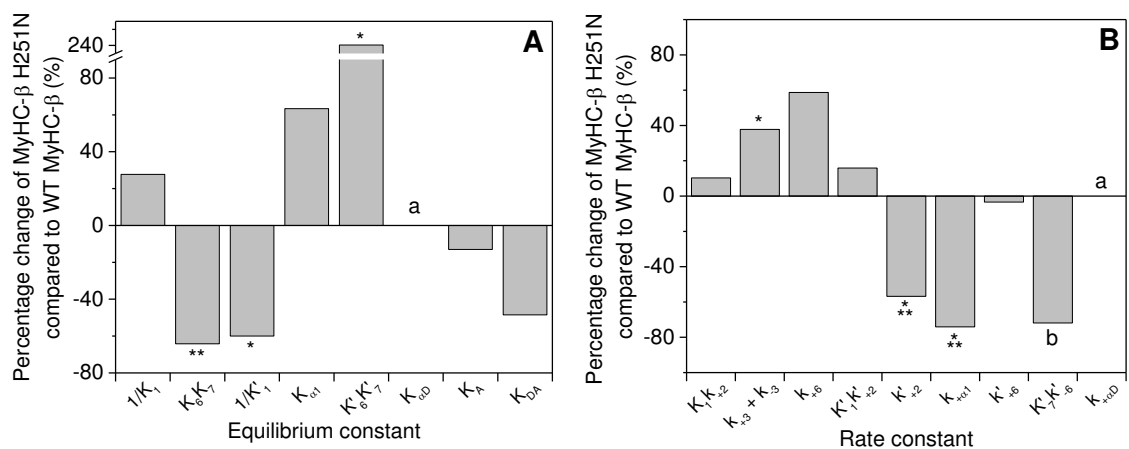 Percentage change of MyHC-β H251N
compared to WT MyHC-β (%)
A
240
80
40
0
-40
-80
*
**
*
a
1/K₁
K₆K₇
1/K'₁
Kα₁
K'₆K'₇
KαD
K_A
K_DA
Equilibrium constant
Percentage change of MyHC-β H251N
compared to WT MyHC-β (%)
B
80
40
0
-40
-80
*
a
*
**
*
**
b
K₁k₊₂
k₊₃ + k₋₃
k₊₆
K'₁k'₊₂
k'₊₂
k₊α₁
k'₊₆
K'₇k'₋₆
k₊αD
Rate constant